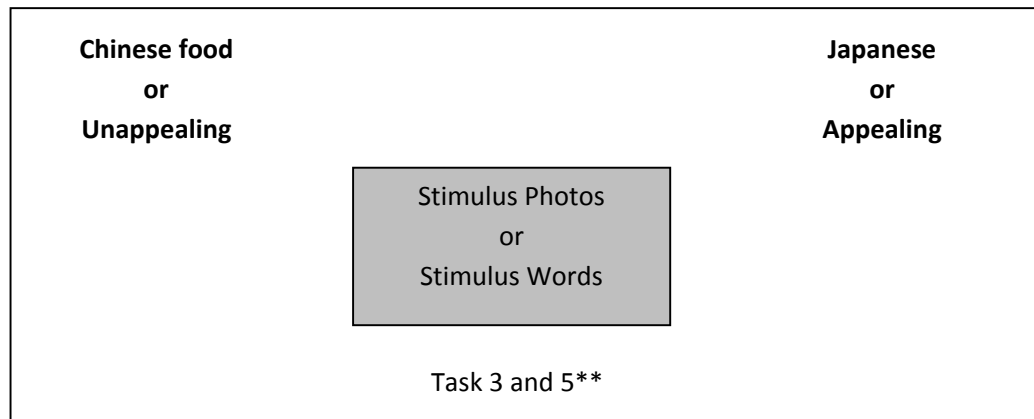 Chinese food
or
Unappealing
Japanese
or
Appealing
Stimulus Photos
or
Stimulus Words
Task 3 and 5**